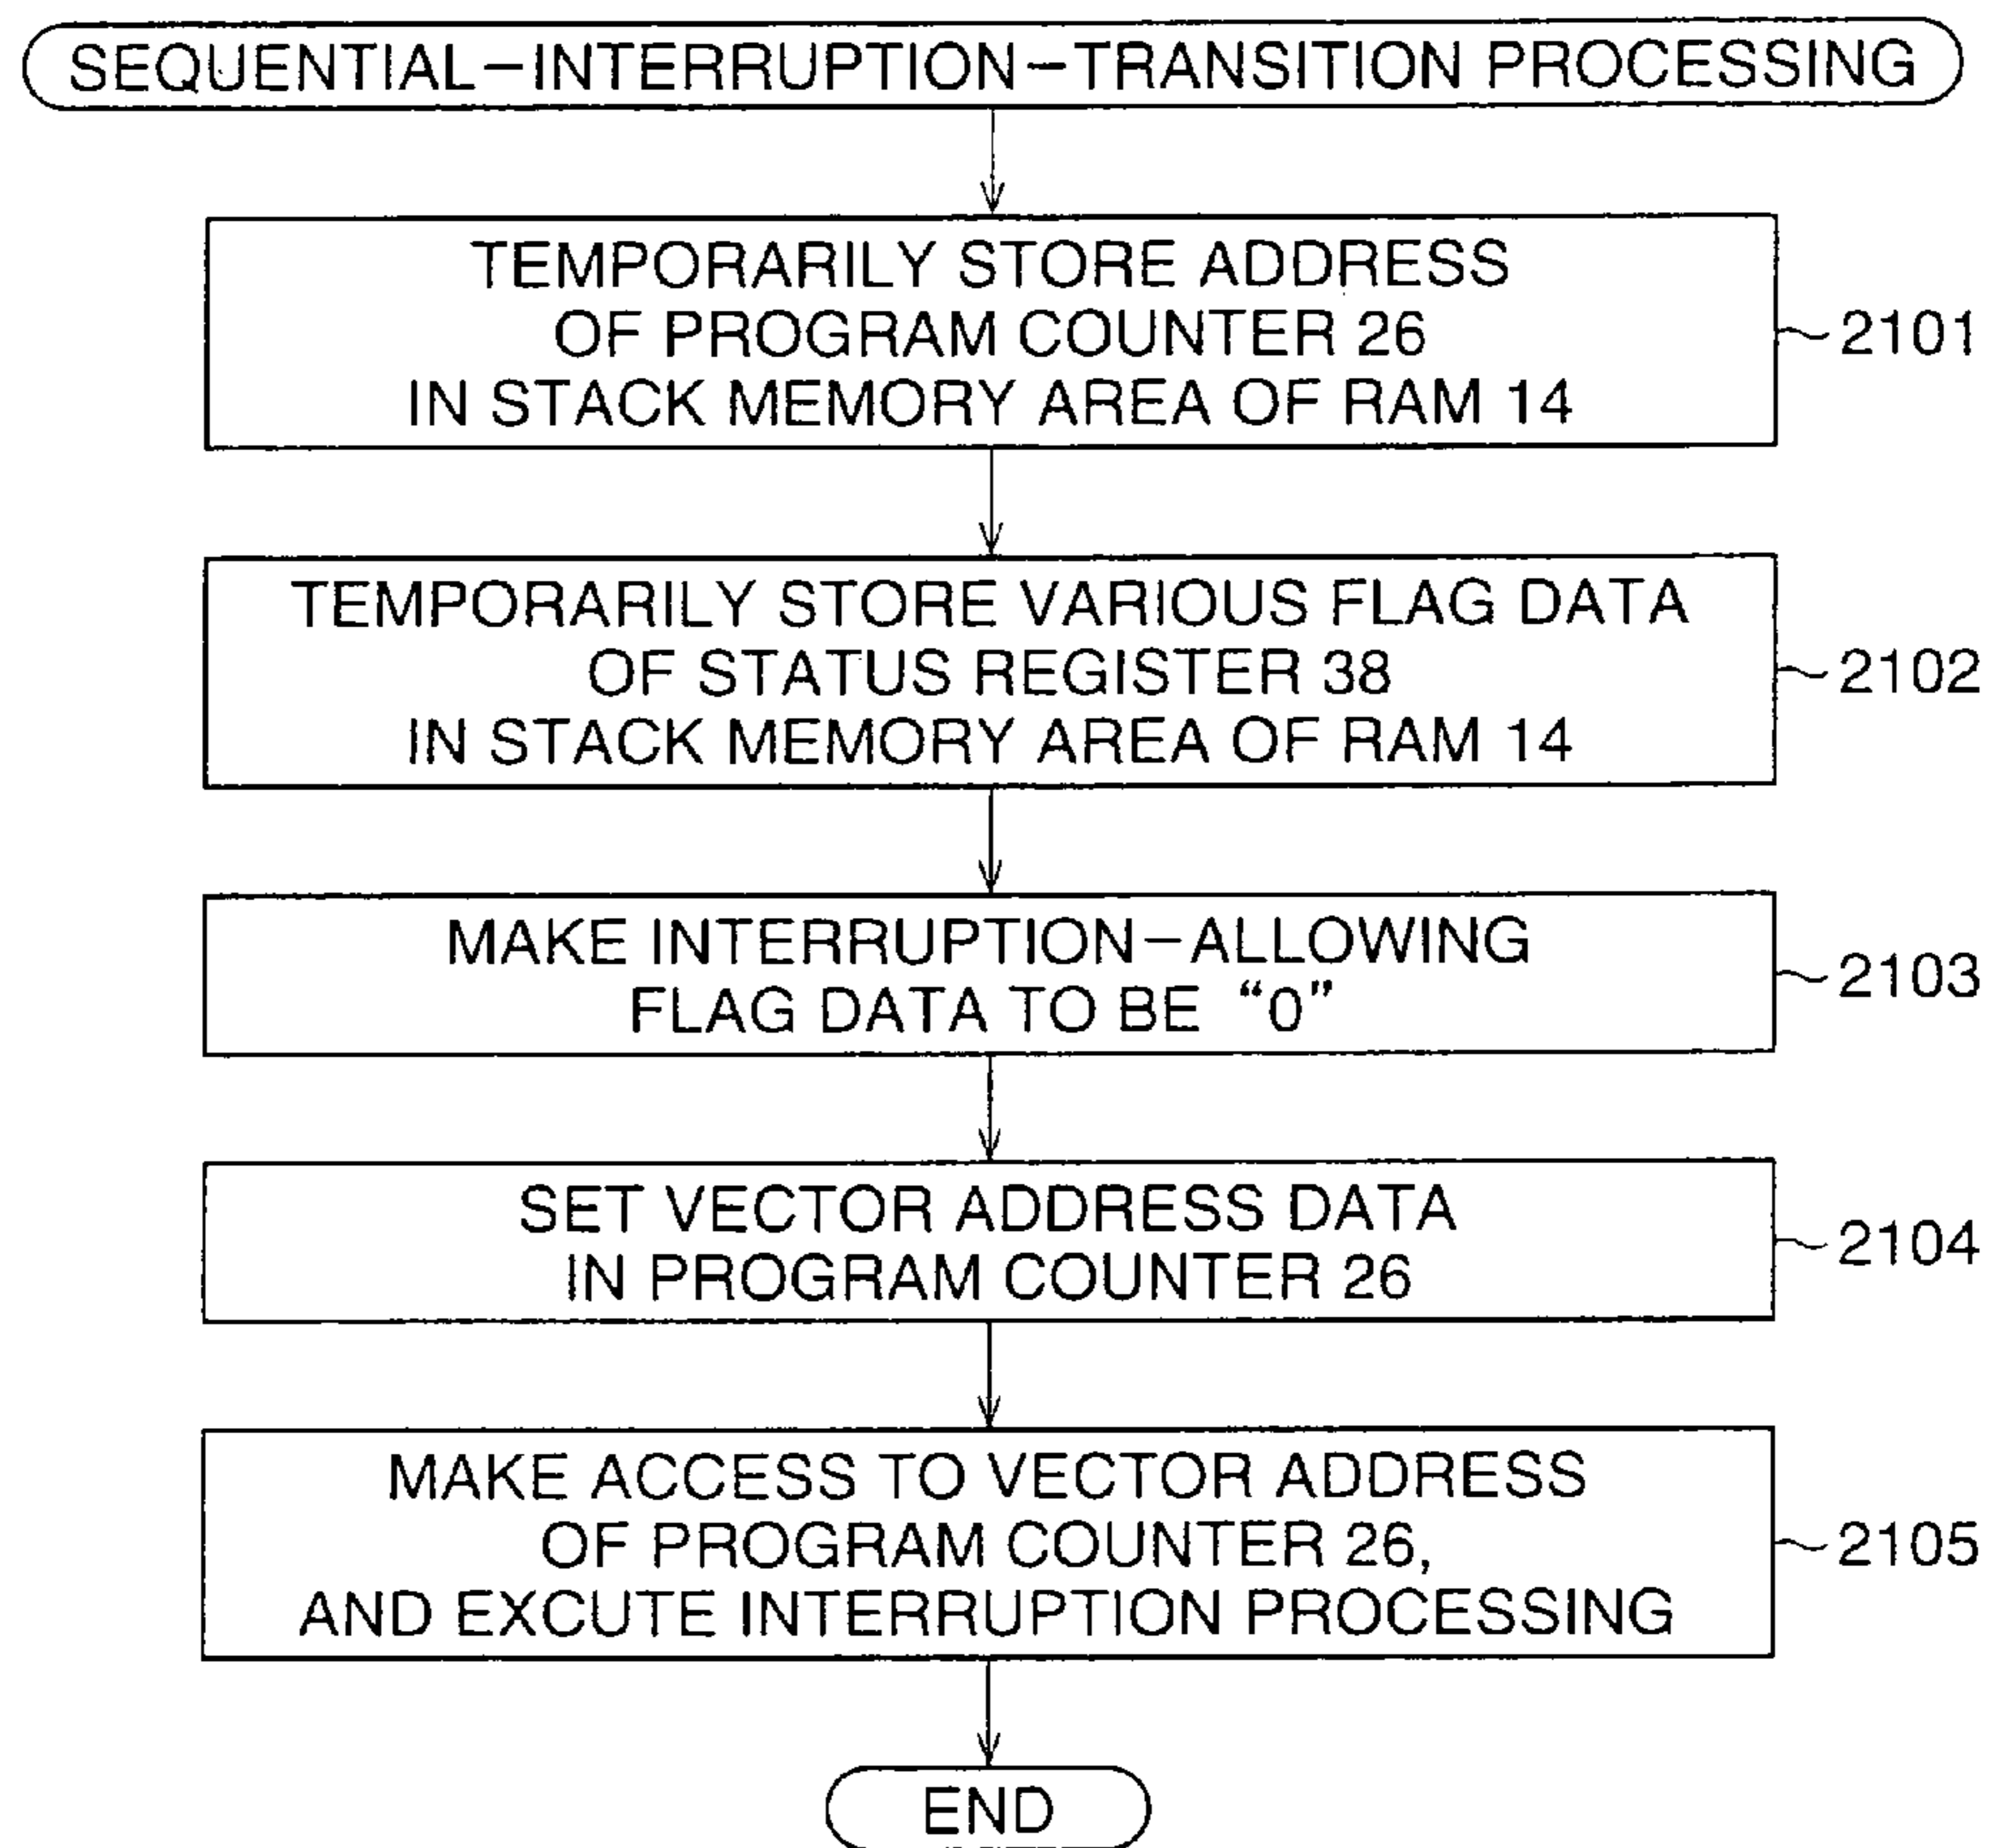 SEQUENTIAL-INTERRUPTION-TRANSITION PROCESSING
TEMPORARILY STORE ADDRESS
OF PROGRAM COUNTER 26
IN STACK MEMORY AREA OF RAM 14
2101
TEMPORARILY STORE VARIOUS FLAG DATA
OF STATUS REGISTER 38
IN STACK MEMORY AREA OF RAM 14
2102
MAKE INTERRUPTION-ALLOWING
FLAG DATA TO BE “0”
2103
SET VECTOR ADDRESS DATA
IN PROGRAM COUNTER 26
2104
MAKE ACCESS TO VECTOR ADDRESS
OF PROGRAM COUNTER 26,
AND EXCUTE INTERRUPTION PROCESSING
2105
END